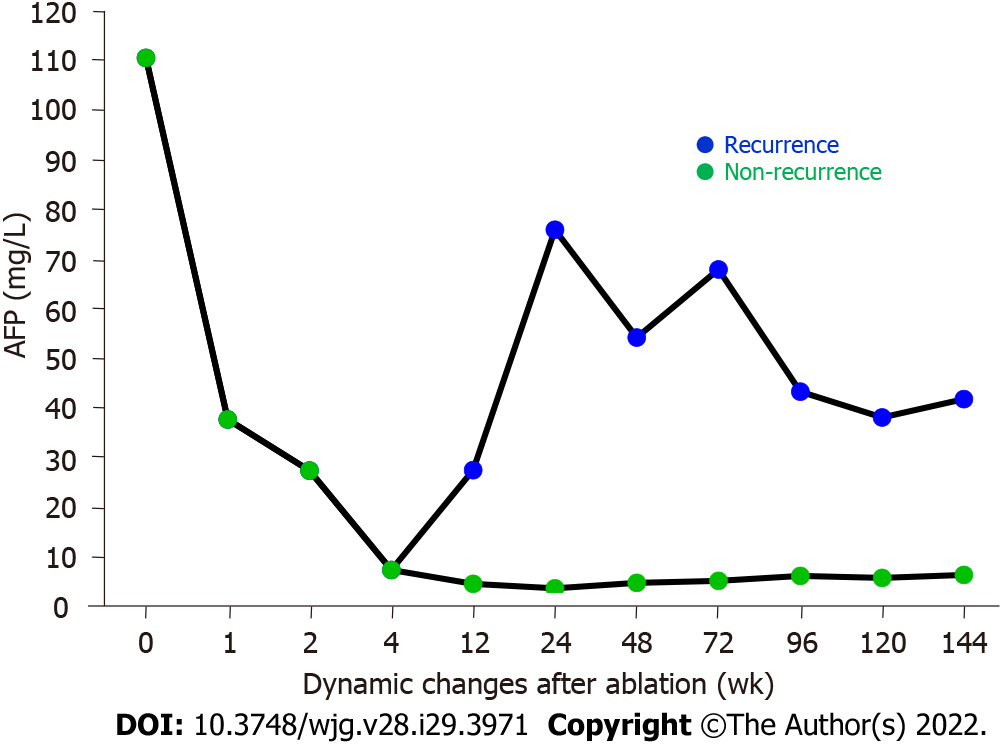 120
110
100
90
80
70
60
50
40
30
20
10
0
AFP (mg/L)
Recurrence
Non-recurrence
0 1 2 4 12 24 48 72 96 120 144
Dynamic changes after ablation (wk)
DOI: 10.3748/wjg.v28.i29.3971 Copyright ©The Author(s) 2022.